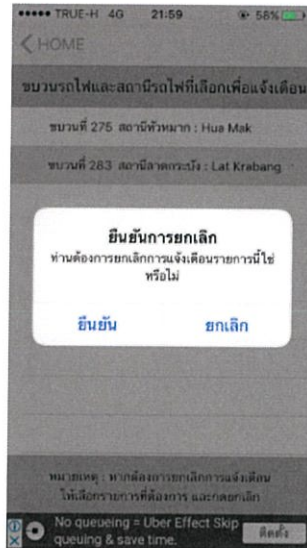 TRUE-H 4G 21:59 58%
HOME
ขบวนรถไฟและสถานีรถไฟที่เลือกเพื่อแจ้งเตือน
ขบวนที่ 275 สถานีหัวหมาก : Hua Mak
ขบวนที่ 283 สถานีลาดกระบัง : Lat Krabang
ยืนยันการยกเลิก
ท่านต้องการยกเลิกการแจ้งเตือนรายการนี้ใช่
หรือไม่
ยืนยัน ยกเลิก
หมายเหตุ : หากต้องการยกเลิกการแจ้งเตือน
ให้เลือกรายการที่ต้องการ และกดยกเลิก
No queueing = Uber Effect Skip
queuing & save time.
ติดตั้ง